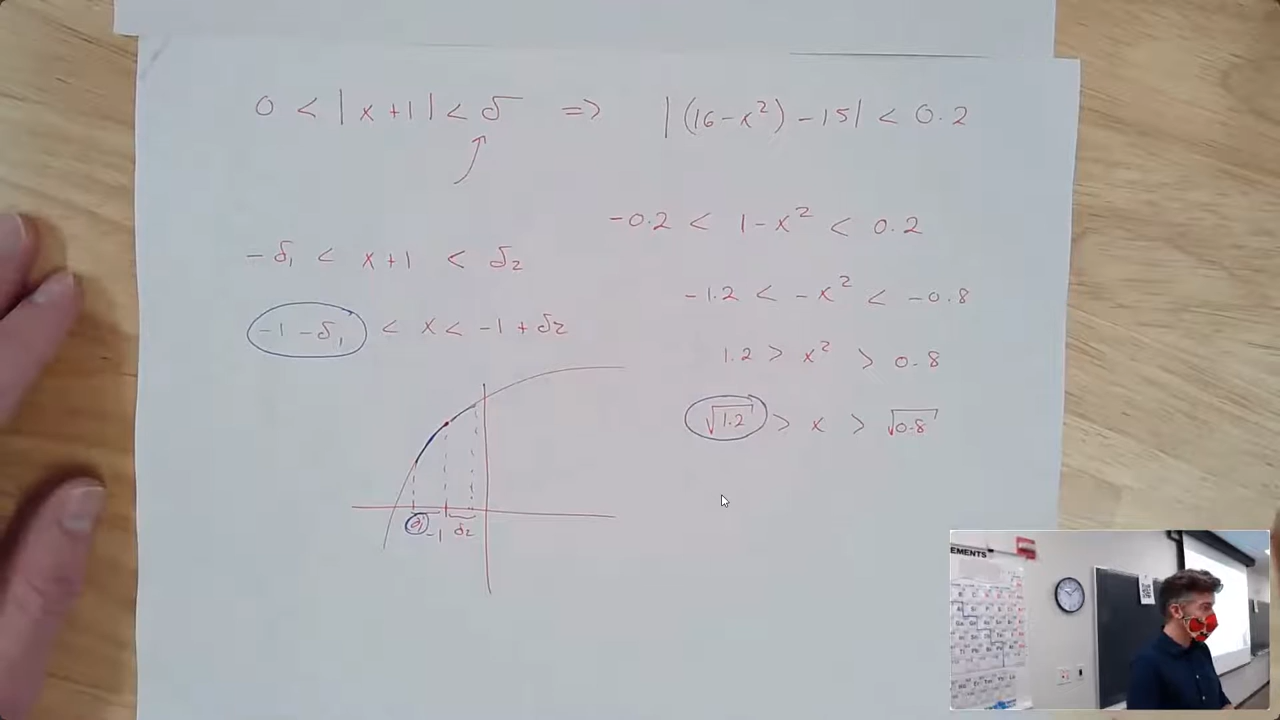 0 < |x+1| < δ => |(16-x²)-15| < 0.2
-0.2 < 1-x² < 0.2
-δ₁ < x+1 < δ₂
-1.2 < -x² < -0.8
-1-δ₁ < x < -1+δ₂
1.2 > x² > 0.8
√1.2 > x > √0.8
δ₁ -1 δ₂
EMENTS